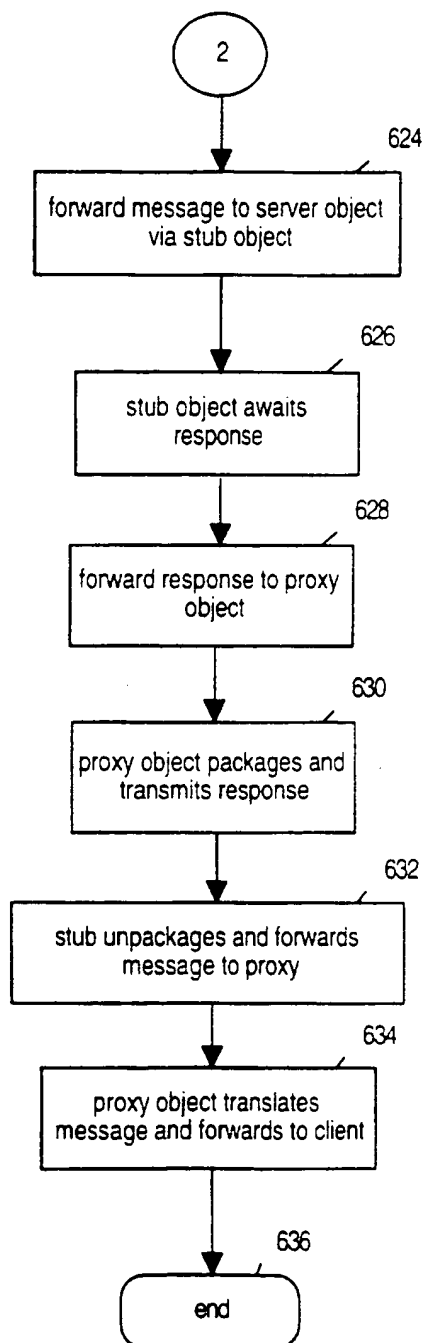 2
624
forward message to server object
via stub object
626
stub object awaits
response
628
forward response to proxy
object
630
proxy object packages and
transmits response
632
stub unpackages and forwards
message to proxy
634
proxy object translates
message and forwards to client
636
end